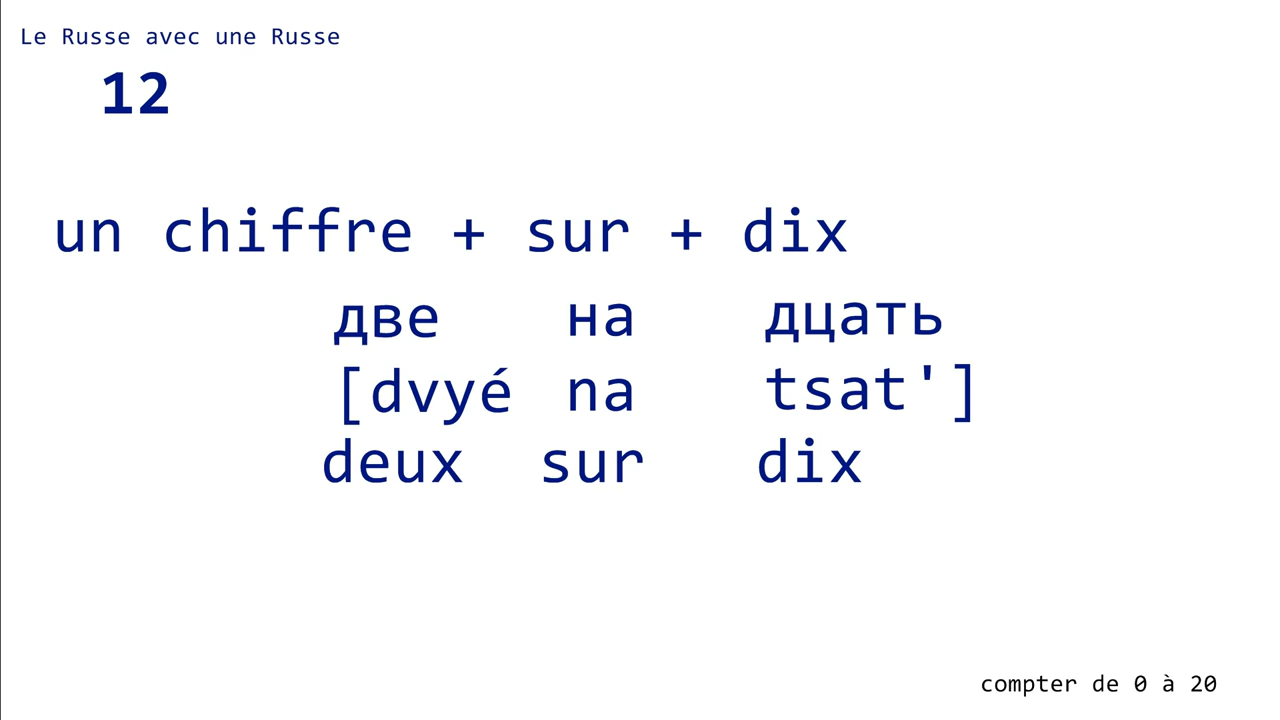 Le Russe avec une Russe
12
un chiffre + sur + dix
две на дцать
[dvyé na tsat']
deux sur dix
compter de 0 à 20